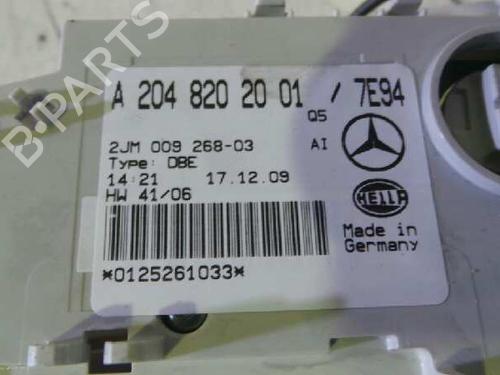 A 204 820 20 01 / 7E94
Q5
2JM 009 268-03 AI
Type: DBE
14:21 17.12.09
HW 41/06
HELLA
Made in
Germany
*0125261033*
B-PARTS